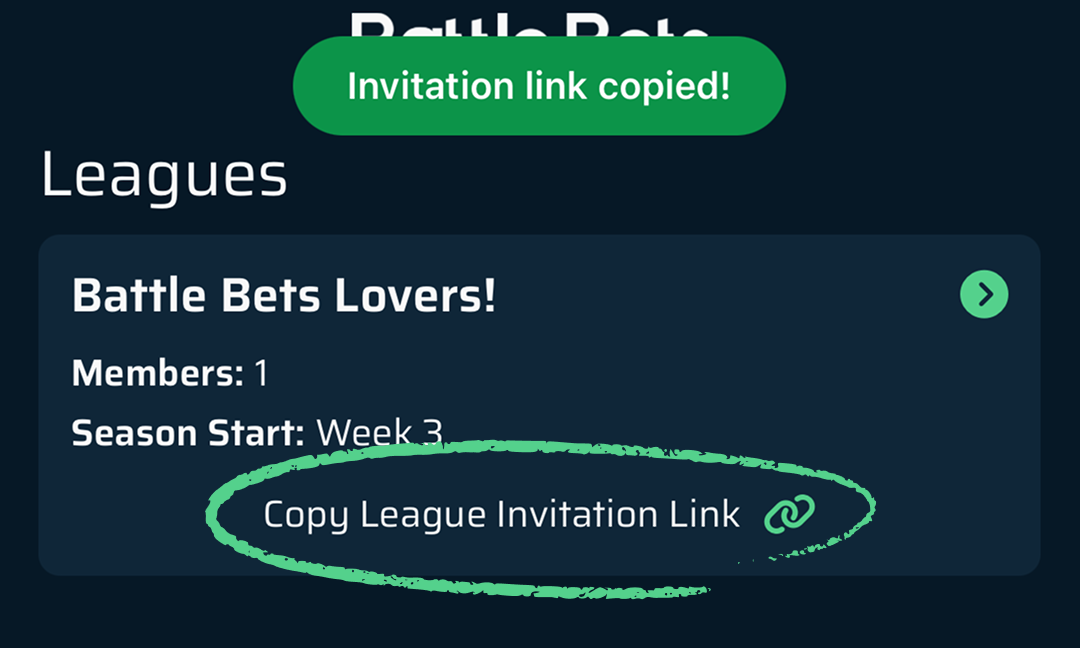 Battle Bets
Invitation link copied!
Leagues
Battle Bets Lovers!
Members: 1
Season Start: Week 3
Copy League Invitation Link